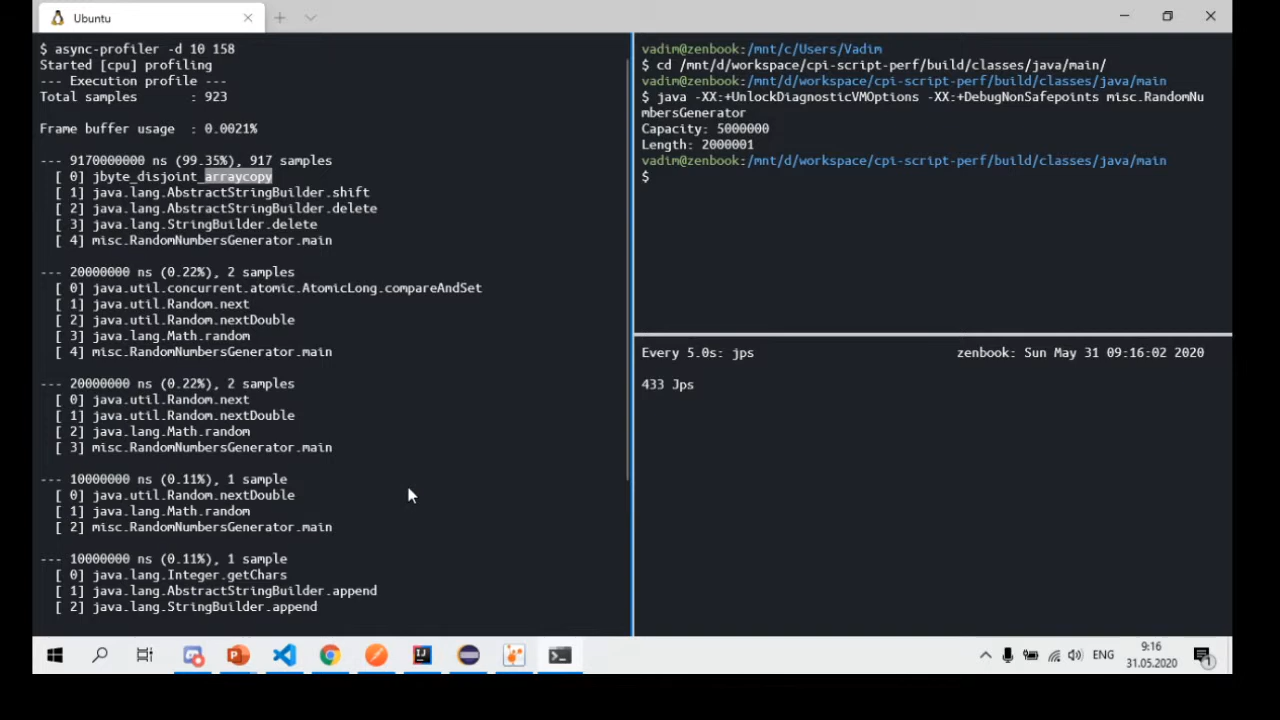 Ubuntu
$ async-profiler -d 10 158
Started [cpu] profiling
--- Execution profile ---
Total samples : 923
Frame buffer usage : 0.0021%
--- 9170000000 ns (99.35%), 917 samples
[ 0] jbyte_disjoint_arraycopy
[ 1] java.lang.AbstractStringBuilder.shift
[ 2] java.lang.AbstractStringBuilder.delete
[ 3] java.lang.StringBuilder.delete
[ 4] misc.RandomNumbersGenerator.main
--- 20000000 ns (0.22%), 2 samples
[ 0] java.util.concurrent.atomic.AtomicLong.compareAndSet
[ 1] java.util.Random.next
[ 2] java.util.Random.nextDouble
[ 3] java.lang.Math.random
[ 4] misc.RandomNumbersGenerator.main
--- 20000000 ns (0.22%), 2 samples
[ 0] java.util.Random.next
[ 1] java.util.Random.nextDouble
[ 2] java.lang.Math.random
[ 3] misc.RandomNumbersGenerator.main
--- 10000000 ns (0.11%), 1 sample
[ 0] java.util.Random.nextDouble
[ 1] java.lang.Math.random
[ 2] misc.RandomNumbersGenerator.main
--- 10000000 ns (0.11%), 1 sample
[ 0] java.lang.Integer.getChars
[ 1] java.lang.AbstractStringBuilder.append
[ 2] java.lang.StringBuilder.append
vadim@zenbook:/mnt/c/Users/Vadim
$ cd /mnt/d/workspace/cpi-script-perf/build/classes/java/main/
vadim@zenbook:/mnt/d/workspace/cpi-script-perf/build/classes/java/main
$ java -XX:+UnlockDiagnosticVMOptions -XX:+DebugNonSafepoints misc.RandomNu
mbersGenerator
Capacity: 5000000
Length: 2000001
vadim@zenbook:/mnt/d/workspace/cpi-script-perf/build/classes/java/main
$
Every 5.0s: jps zenbook: Sun May 31 09:16:02 2020
433 Jps
ENG
9:16
31.05.2020
1